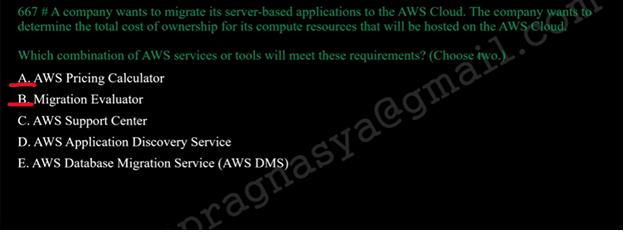 667 # A company wants to migrate its server-based applications to the AWS Cloud. The company wants to
determine the total cost of ownership for its compute resources that will be hosted on the AWS Cloud.
Which combination of AWS services or tools will meet these requirements? (Choose two.)
A. AWS Pricing Calculator
B. Migration Evaluator
C. AWS Support Center
D. AWS Application Discovery Service
E. AWS Database Migration Service (AWS DMS)
pragnasya@gmail.com